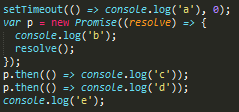 setTimeout(() => console.log('a'), 0);
var p = new Promise((resolve) => {
  console.log('b');
  resolve();
});
p.then(() => console.log('c'));
p.then(() => console.log('d'));
console.log('e');